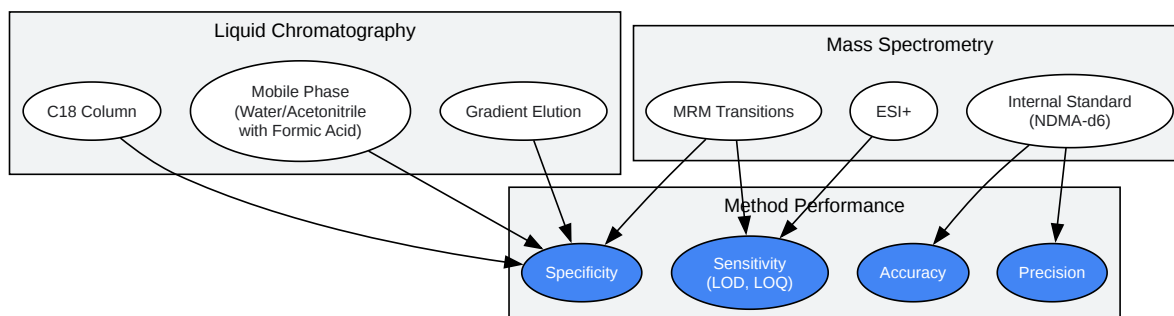 Liquid Chromatography
C18 Column
Mobile Phase
(Water/Acetonitrile
with Formic Acid)
Gradient Elution
Mass Spectrometry
MRM Transitions
ESI+
Internal Standard
(NDMA-d6)
Method Performance
Specificity
Sensitivity
(LOD, LOQ)
Accuracy
Precision